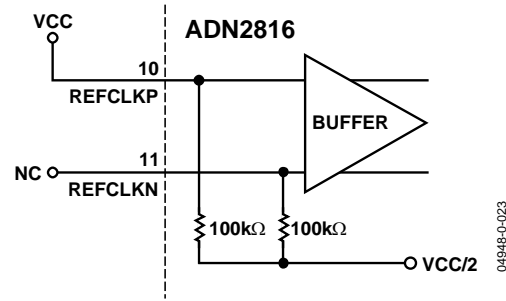 VCC
ADN2816
10
REFCLKP
BUFFER
11
NC
REFCLKN
100kΩ
100kΩ
VCC/2
04948-0-023